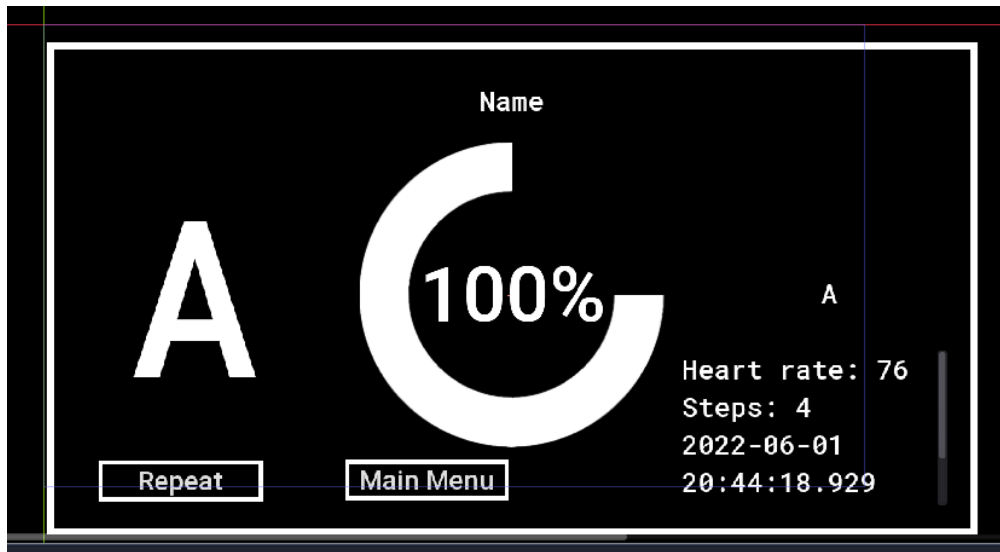 Name
A
100%
A
Heart rate: 76
Steps: 4
2022-06-01
20:44:18.929
Repeat
Main Menu